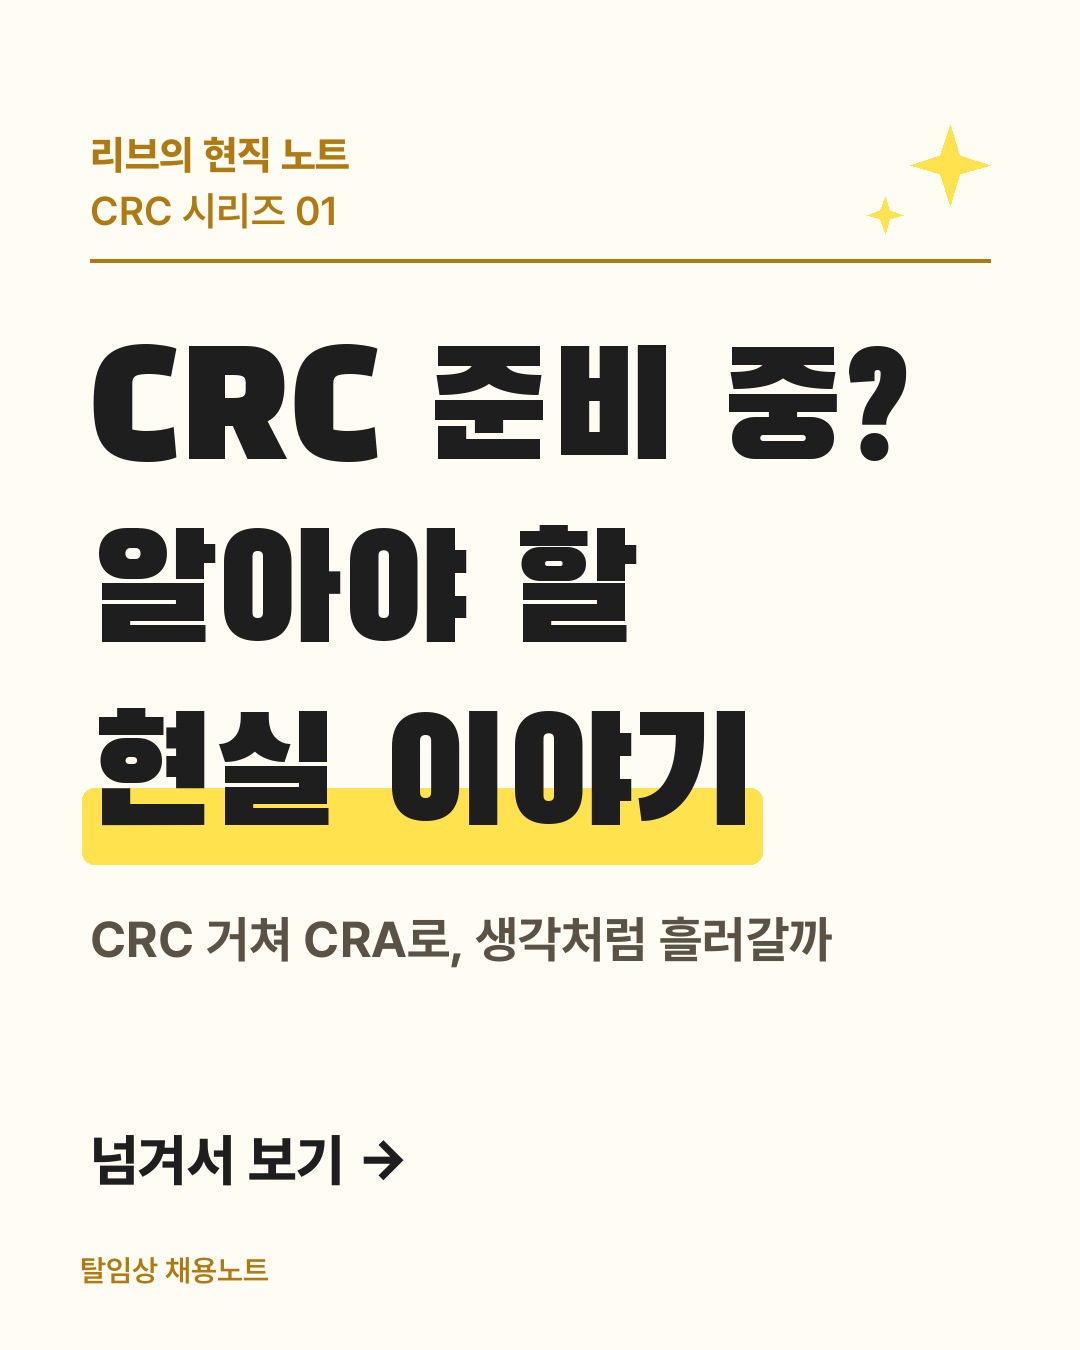 리브의 현직 노트
CRC 시리즈 01
CRC 준비 중?
알아야 할
현실 이야기
CRC 거쳐 CRA로, 생각처럼 흘러갈까
넘겨서 보기 →
탈임상 채용노트